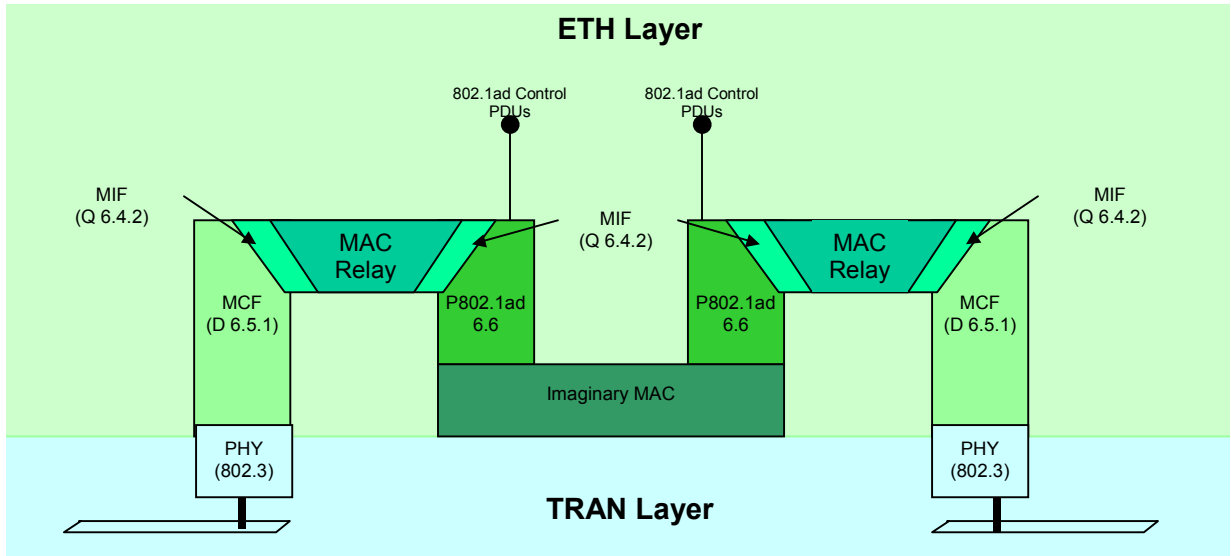 ETH Layer
802.1ad Control
PDUs
802.1ad Control
PDUs
MIF
(Q 6.4.2)
MIF
(Q 6.4.2)
MIF
(Q 6.4.2)
MAC
Relay
MAC
Relay
MCF
(D 6.5.1)
P802.1ad
6.6
P802.1ad
6.6
MCF
(D 6.5.1)
Imaginary MAC
PHY
(802.3)
PHY
(802.3)
TRAN Layer